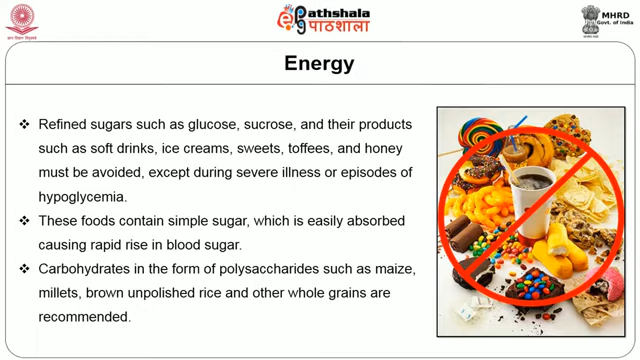 Pathshala
पाठशाला
MHRD
Govt. of India
Energy
❖ Refined sugars such as glucose, sucrose, and their products
such as soft drinks, ice creams, sweets, toffees, and honey
must be avoided, except during severe illness or episodes of
hypoglycemia.
❖ These foods contain simple sugar, which is easily absorbed
causing rapid rise in blood sugar.
❖ Carbohydrates in the form of polysaccharides such as maize,
millets, brown unpolished rice and other whole grains are
recommended.